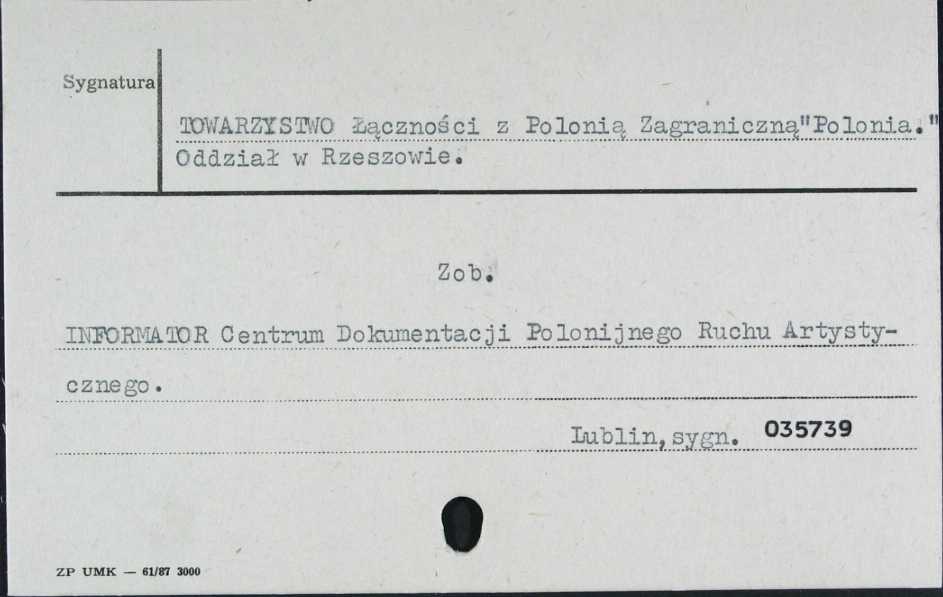 Sygnatura
TOWARZYSTWO Łączności z Polonią Zagraniczną"Polonia."
Oddział w Rzeszowie.
Zob.
INFORMATOR Centrum Dokumentacji Polonijnego Ruchu Artysty-
cznego.
Lublin,sygn. 035739
ZP UMK — 61/87 3000